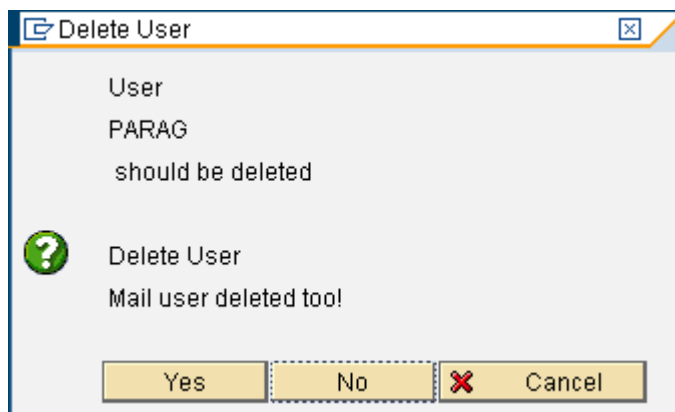 Delete User
User
PARAG
should be deleted
Delete User
Mail user deleted too!
Yes No Cancel